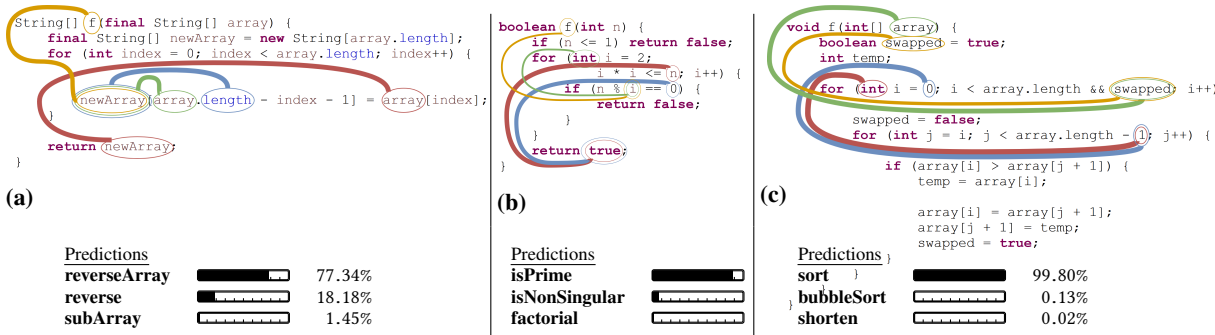 String[] f(final String[] array) {
final String[] newArray = new String[array.length];
for (int index = 0; index < array.length; index++) {
newArray[array.length - index - 1] = array[index];
}
return newArray;
}
(a)
Predictions
reverseArray 77.34%
reverse 18.18%
subArray 1.45%
boolean f(int n) {
if (n <= 1) return false;
for (int i = 2;
i * i <= n; i++) {
if (n % i == 0) {
return false;
}
}
return true;
}
(b)
Predictions
isPrime
isNonSingular
factorial
void f(int[] array) {
boolean swapped = true;
int temp;
for (int i = 0; i < array.length && swapped; i++)
swapped = false;
for (int j = i; j < array.length - 1; j++) {
if (array[i] > array[j + 1]) {
temp = array[i];
array[i] = array[j + 1];
array[j + 1] = temp;
swapped = true;
}
}
}
(c)
Predictions
sort 99.80%
bubbleSort 0.13%
shorten 0.02%